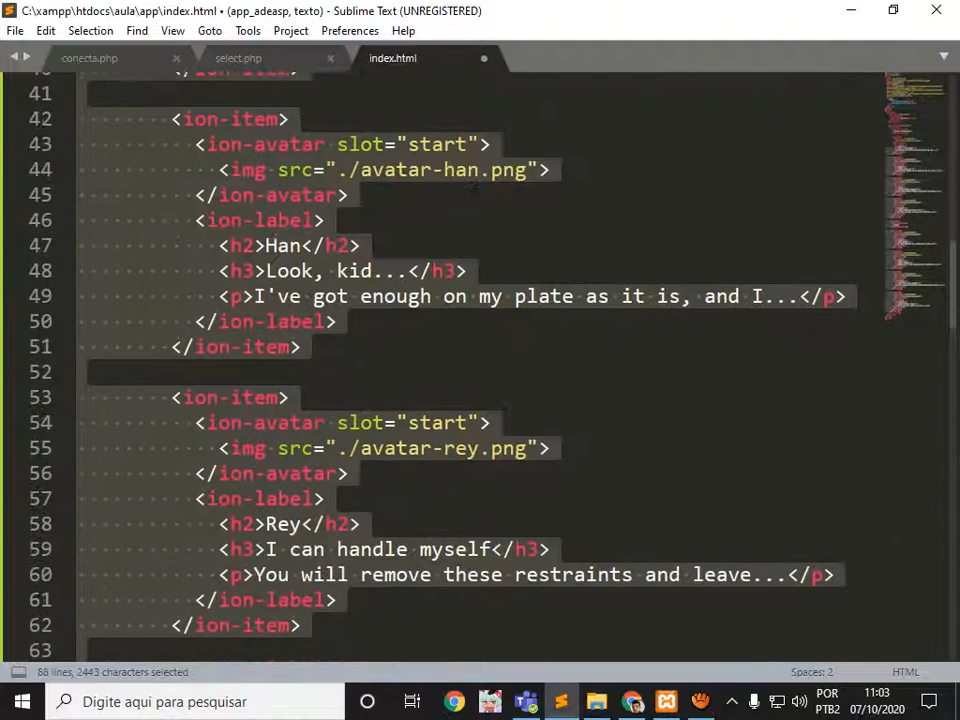 C:\xampp\htdocs\aula\app\index.html • (app_adeasp, texto) - Sublime Text (UNREGISTERED)
File Edit Selection Find View Goto Tools Project Preferences Help
conecta.php select.php index.html
41
42 <ion-item>
43 <ion-avatar slot="start">
44 <img src="./avatar-han.png">
45 </ion-avatar>
46 <ion-label>
47 <h2>Han</h2>
48 <h3>Look, kid...</h3>
49 <p>I've got enough on my plate as it is, and I...</p>
50 </ion-label>
51 </ion-item>
52
53 <ion-item>
54 <ion-avatar slot="start">
55 <img src="./avatar-rey.png">
56 </ion-avatar>
57 <ion-label>
58 <h2>Rey</h2>
59 <h3>I can handle myself</h3>
60 <p>You will remove these restraints and leave...</p>
61 </ion-label>
62 </ion-item>
63
88 lines, 2443 characters selected Spaces: 2 HTML
Digite aqui para pesquisar POR 11:03
PTB2 07/10/2020